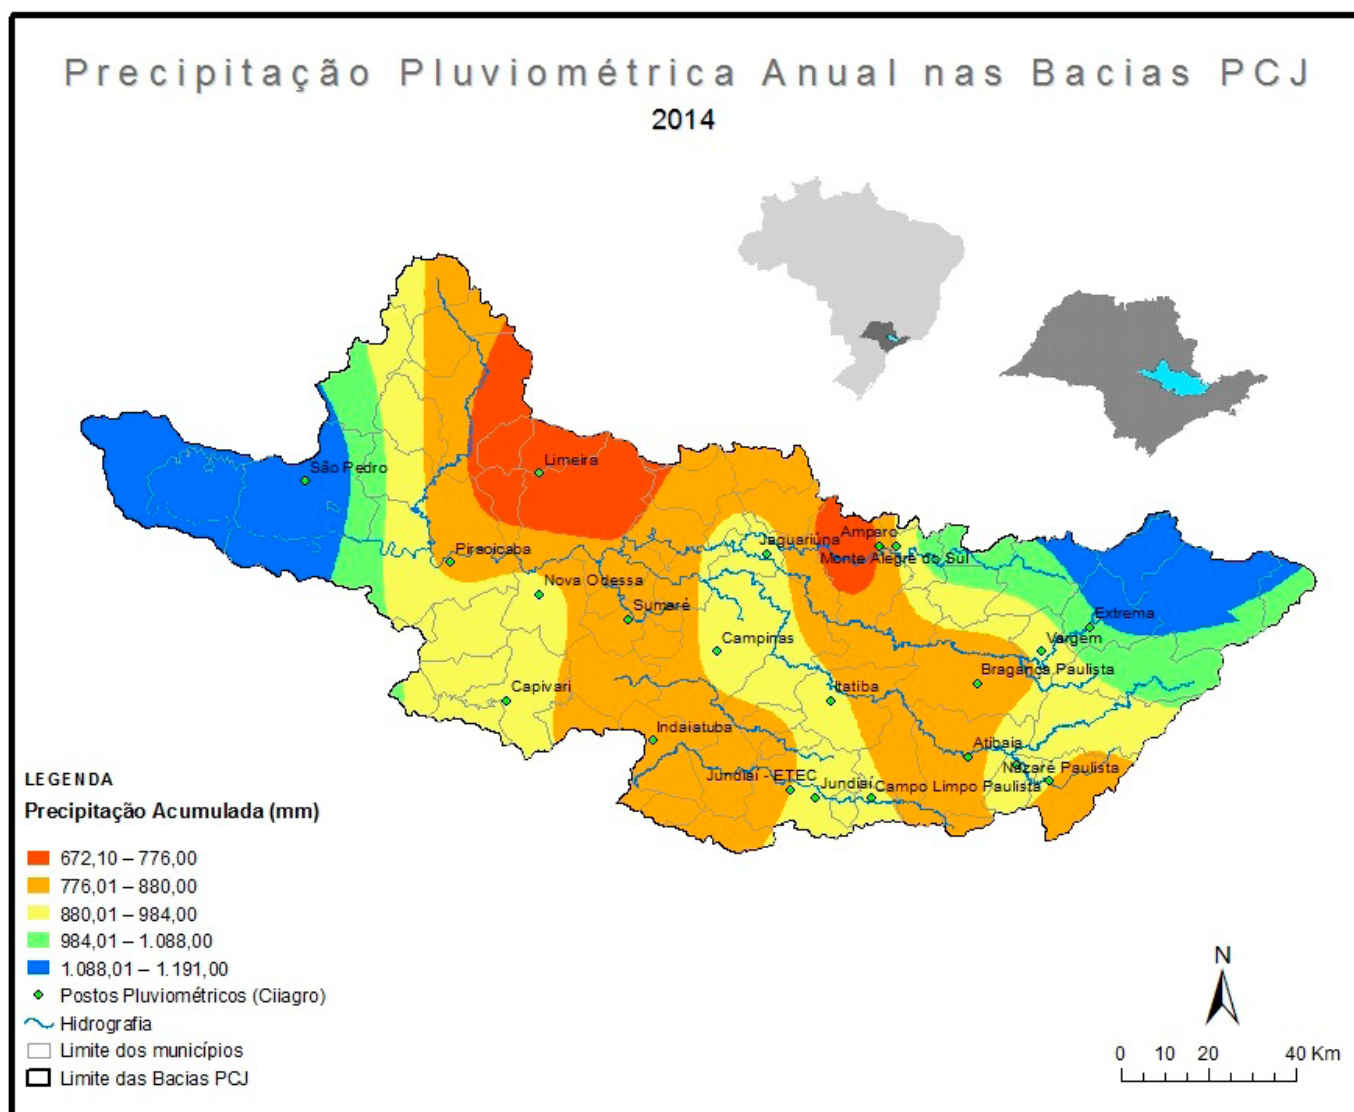 Precipitação Pluviométrica Anual nas Bacias PCJ
2014
São Pedro
Limeira
Piracicaba
Nova Odessa
Sumaré
Jaguariúna
Amparo
Monte Alegre do Sul
Campinas
Extrema
Vargem
Bragança Paulista
Capivari
Itatiba
Indaiatuba
Atibaia
Nazaré Paulista
Jundiaí - ETEC
Jundiaí
Campo Limpo Paulista
LEGENDA
Precipitação Acumulada (mm)
672,10 – 776,00
776,01 – 880,00
880,01 – 984,00
984,01 – 1.088,00
1.088,01 – 1.191,00
Postos Pluviométricos (Ciiagro)
Hidrografia
Limite dos municípios
Limite das Bacias PCJ
N
0 10 20 40 Km